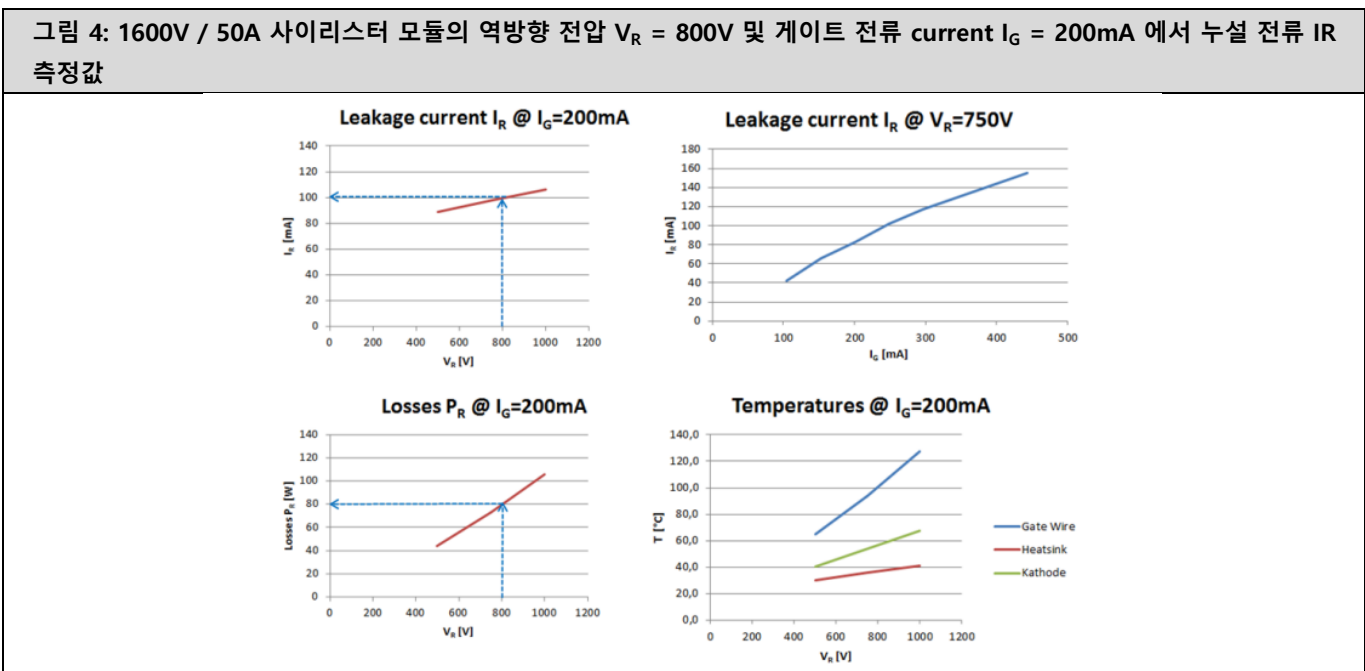 그림 4: 1600V / 50A 사이리스터 모듈의 역방향 전압 VR = 800V 및 게이트 전류 current IG = 200mA 에서 누설 전류 IR
측정값
Leakage current IR @ IG=200mA
140
120
100
80
60
40
20
0
IR [mA]
0 200 400 600 800 1000 1200
VR [V]
Leakage current IR @ VR=750V
180
160
140
120
100
80
60
40
20
0
IR [mA]
0 100 200 300 400 500
IG [mA]
Losses PR @ IG=200mA
140
120
100
80
60
40
20
0
Losses PR [W]
0 200 400 600 800 1000 1200
VR [V]
Temperatures @ IG=200mA
140,0
120,0
100,0
80,0
60,0
40,0
20,0
0,0
T [°C]
0 200 400 600 800 1000 1200
VR [V]
Gate Wire
Heatsink
Kathode